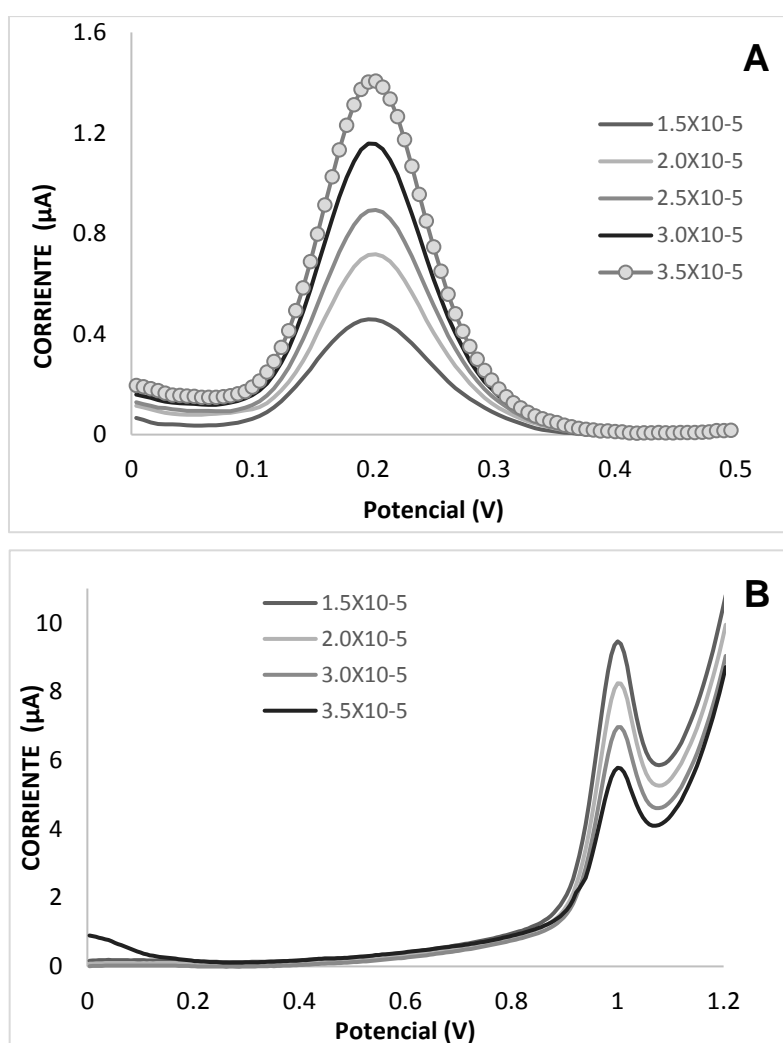 A
1.6
1.2
0.8
0.4
0
CORRIENTE (µA)
1.5X10-5
2.0X10-5
2.5X10-5
3.0X10-5
3.5X10-5
0 0.1 0.2 0.3 0.4 0.5
Potencial (V)
B
10
8
6
4
2
0
CORRIENTE (µA)
1.5X10-5
2.0X10-5
3.0X10-5
3.5X10-5
0 0.2 0.4 0.6 0.8 1 1.2
Potencial (V)